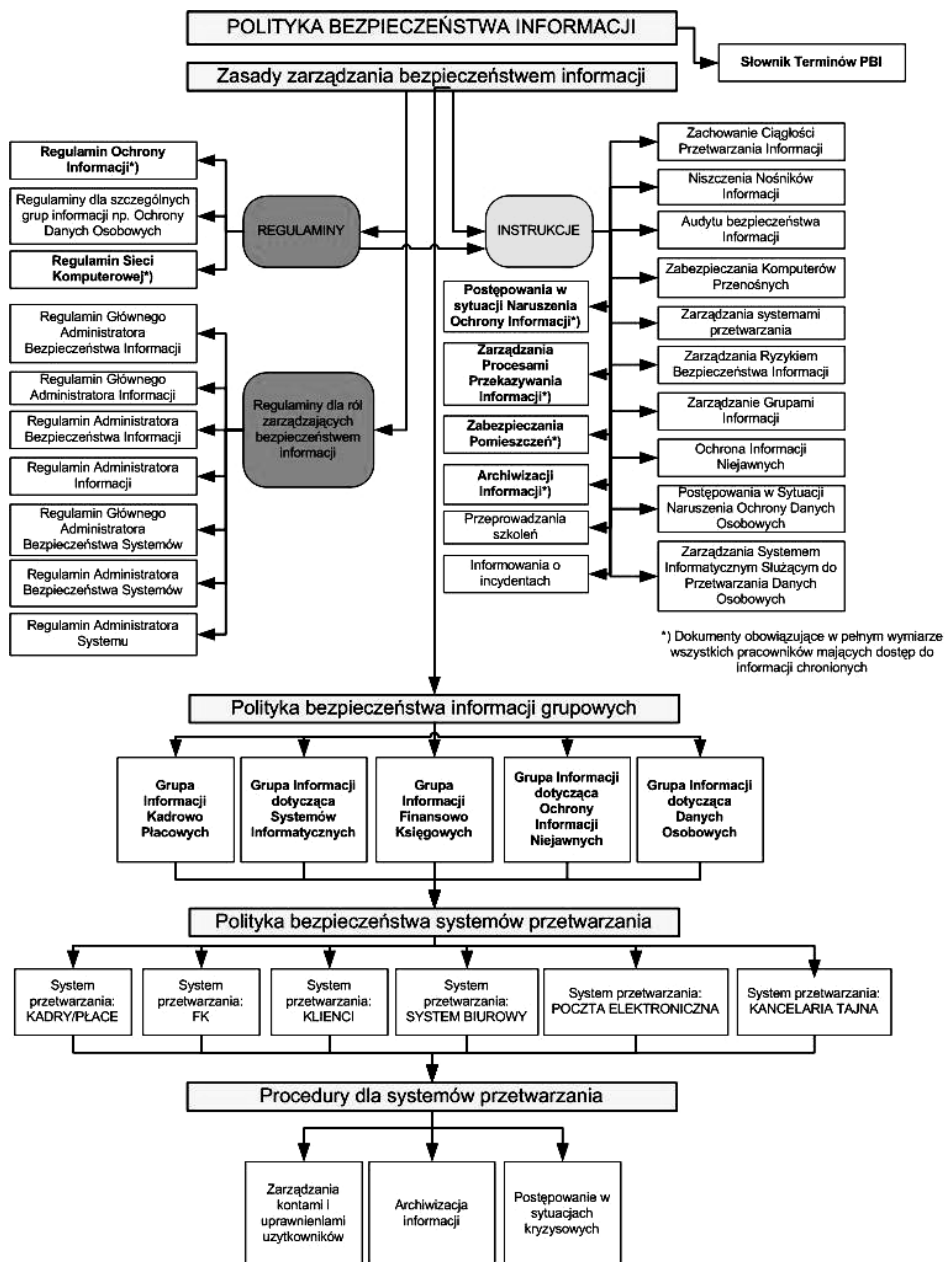 POLITYKA BEZPIECZEŃSTWA INFORMACJI
Słownik Terminów PBI
Zasady zarządzania bezpieczeństwem informacji
Regulamin Ochrony
Informacji*)
Regulaminy dla szczególnych
grup informacji np. Ochrony
Danych Osobowych
Regulamin Sieci
Komputerowej*)
REGULAMINY
INSTRUKCJE
Zachowanie Ciągłości
Przetwarzania Informacji
Niszczenia Nośników
Informacji
Audytu bezpieczeństwa
Informacji
Zabezpieczania Komputerów
Przenośnych
Zarządzania systemami
przetwarzania
Zarządzania Ryzykiem
Bezpieczeństwa Informacji
Zarządzanie Grupami
Informacji
Ochrona Informacji
Niejawnych
Postępowania w Sytuacji
Naruszenia Ochrony Danych
Osobowych
Zarządzania Systemem
Informatycznym Służącym do
Przetwarzania Danych
Osobowych
Postępowania w
sytuacji Naruszenia
Ochrony Informacji*)
Zarządzania
Procesami
Przekazywania
Informacji*)
Zabezpieczania
Pomieszczeń*)
Archiwizacji
Informacji*)
Przeprowadzania
szkoleń
Informowania o
incydentach
Regulamin Głównego
Administratora
Bezpieczeństwa Informacji
Regulamin Głównego
Administratora Informacji
Regulamin Administratora
Bezpieczeństwa Informacji
Regulamin Administratora
Informacji
Regulamin Głównego
Administratora
Bezpieczeństwa Systemów
Regulamin Administratora
Bezpieczeństwa Systemów
Regulamin Administratora
Systemu
Regulaminy dla ról
zarządzających
bezpieczeństwem
informacji
*) Dokumenty obowiązujące w pełnym wymiarze
wszystkich pracowników mających dostęp do
informacji chronionych
Polityka bezpieczeństwa informacji grupowych
Grupa
Informacji
Kadrowo
Płacowych
Grupa Informacji
dotycząca
Systemów
Informatycznych
Grupa
Informacji
Finansowo
Księgowych
Grupa Informacji
dotycząca
Ochrony
Informacji
Niejawnych
Grupa Informacji
dotycząca
Danych
Osobowych
Polityka bezpieczeństwa systemów przetwarzania
System
przetwarzania:
KADRY/PŁACE
System
przetwarzania:
FK
System
przetwarzania:
KLIENCI
System
przetwarzania:
SYSTEM BIUROWY
System przetwarzania:
POCZTA ELEKTRONICZNA
System przetwarzania:
KANCELARIA TAJNA
Procedury dla systemów przetwarzania
Zarządzania
kontami I
uprawnieniami
uzytkowników
Archiwizacja
informacji
Postępowanie w
sytuacjach
kryzysowych